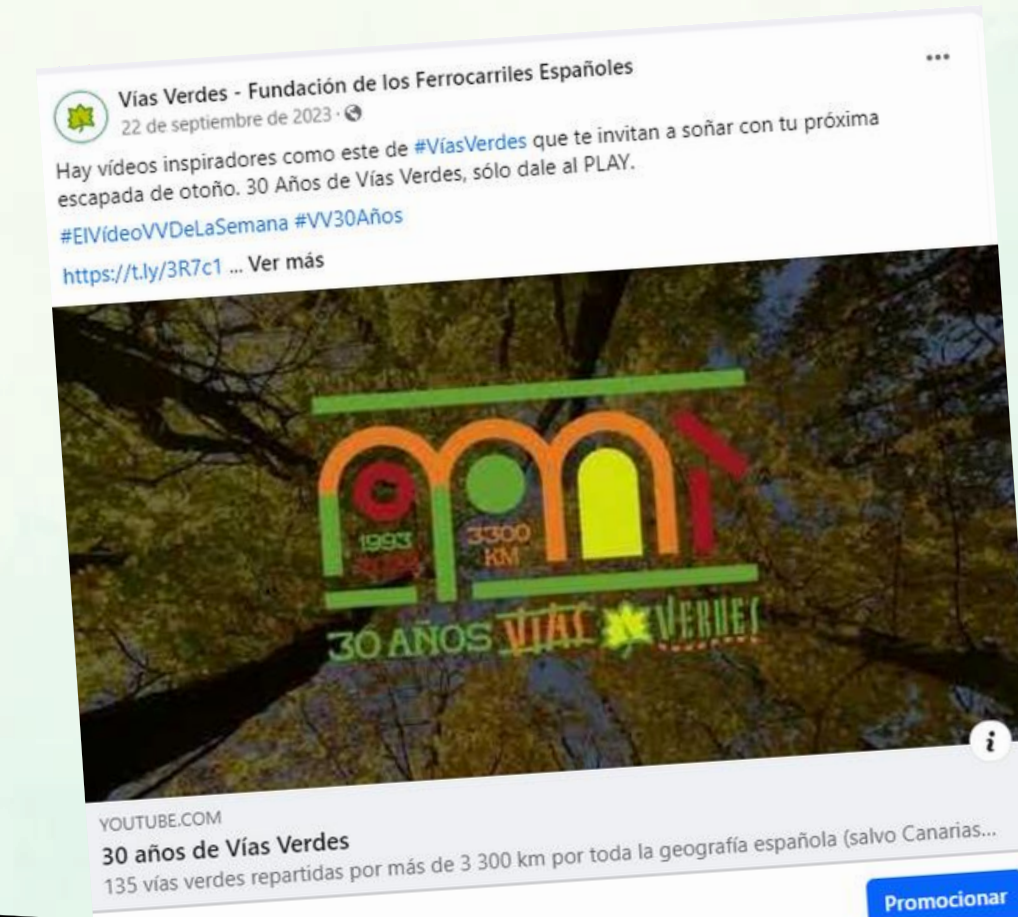 Vías Verdes - Fundación de los Ferrocarriles Españoles
22 de septiembre de 2023 ·
Hay vídeos inspiradores como este de #VíasVerdes que te invitan a soñar con tu próxima
escapada de otoño. 30 Años de Vías Verdes, sólo dale al PLAY.
#ElVídeoVVDeLaSemana #VV30Años
https://t.ly/3R7c1 ... Ver más
1993
3300
KM
30 AÑOS VÍAS VERDES
YOUTUBE.COM
30 años de Vías Verdes
135 vías verdes repartidas por más de 3 300 km por toda la geografía española (salvo Canarias...
Promocionar